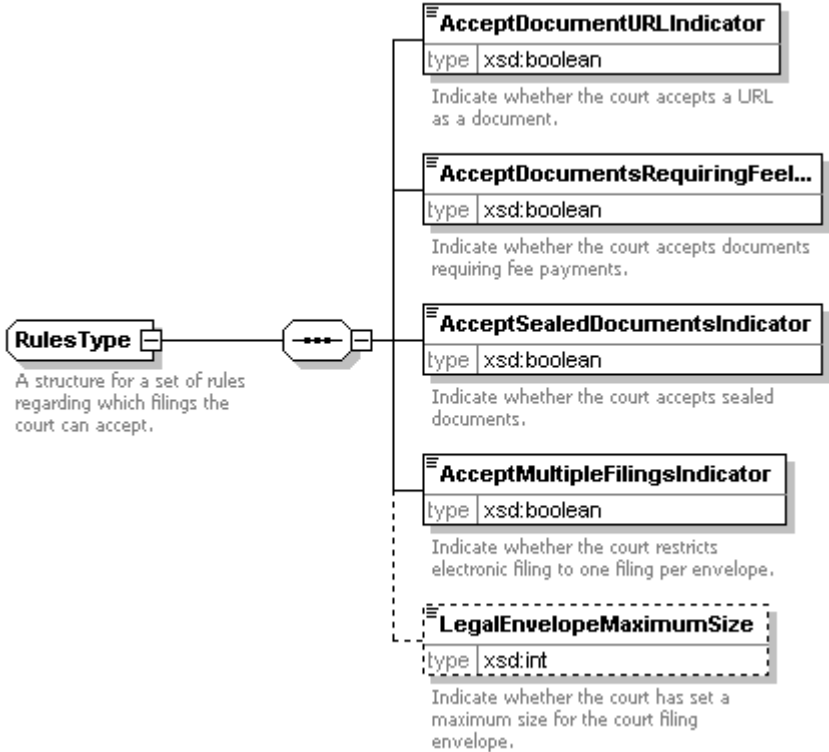 AcceptDocumentURLIndicator
type xsd:boolean
Indicate whether the court accepts a URL
as a document.
AcceptDocumentsRequiringFeeI...
type xsd:boolean
Indicate whether the court accepts documents
requiring fee payments.
RulesType
A structure for a set of rules
regarding which filings the
court can accept.
AcceptSealedDocumentsIndicator
type xsd:boolean
Indicate whether the court accepts sealed
documents.
AcceptMultipleFilingsIndicator
type xsd:boolean
Indicate whether the court restricts
electronic filing to one filing per envelope.
LegalEnvelopeMaximumSize
type xsd:int
Indicate whether the court has set a
maximum size for the court filing
envelope.